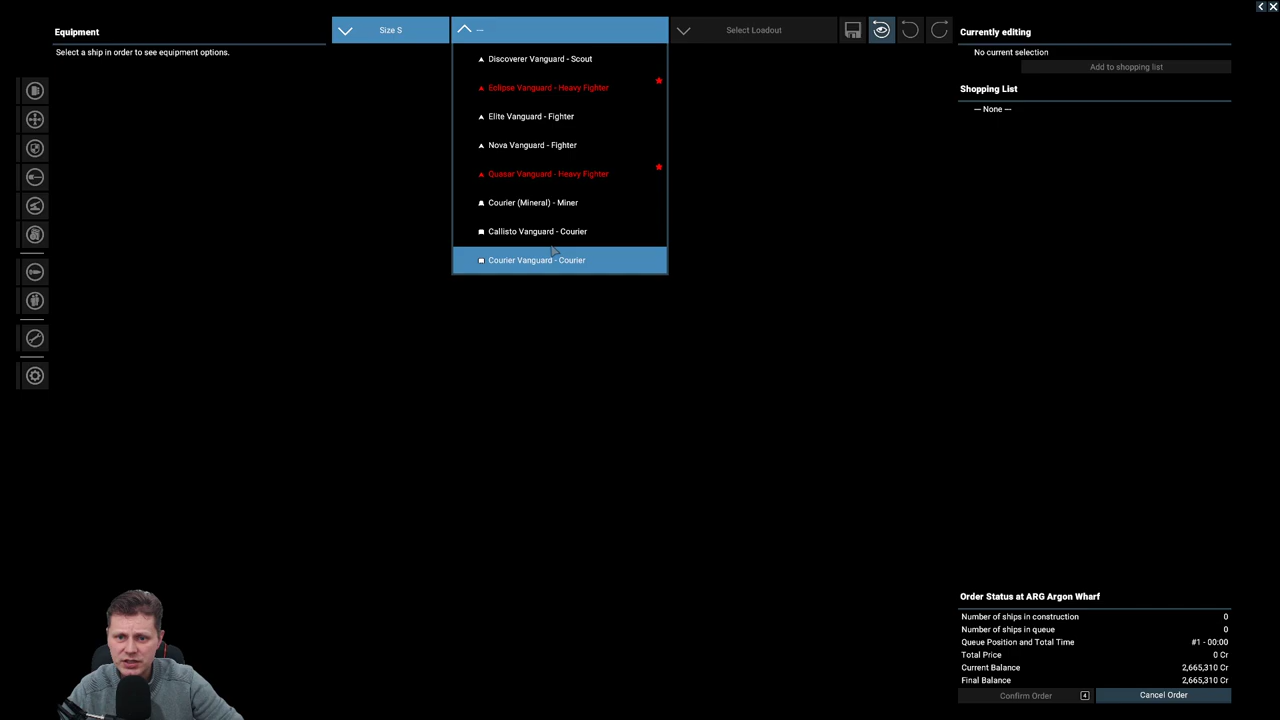 Equipment
Select a ship in order to see equipment options.
Size S
—
Select Loadout
Discoverer Vanguard - Scout
Eclipse Vanguard - Heavy Fighter
Elite Vanguard - Fighter
Nova Vanguard - Fighter
Quasar Vanguard - Heavy Fighter
Courier (Mineral) - Miner
Callisto Vanguard - Courier
Courier Vanguard - Courier
Currently editing
No current selection
Add to shopping list
Shopping List
— None —
Order Status at ARG Argon Wharf
Number of ships in construction 0
Number of ships in queue 0
Queue Position and Total Time #1 - 00:00
Total Price 0 Cr
Current Balance 2,665,310 Cr
Final Balance 2,665,310 Cr
Confirm Order 4 Cancel Order